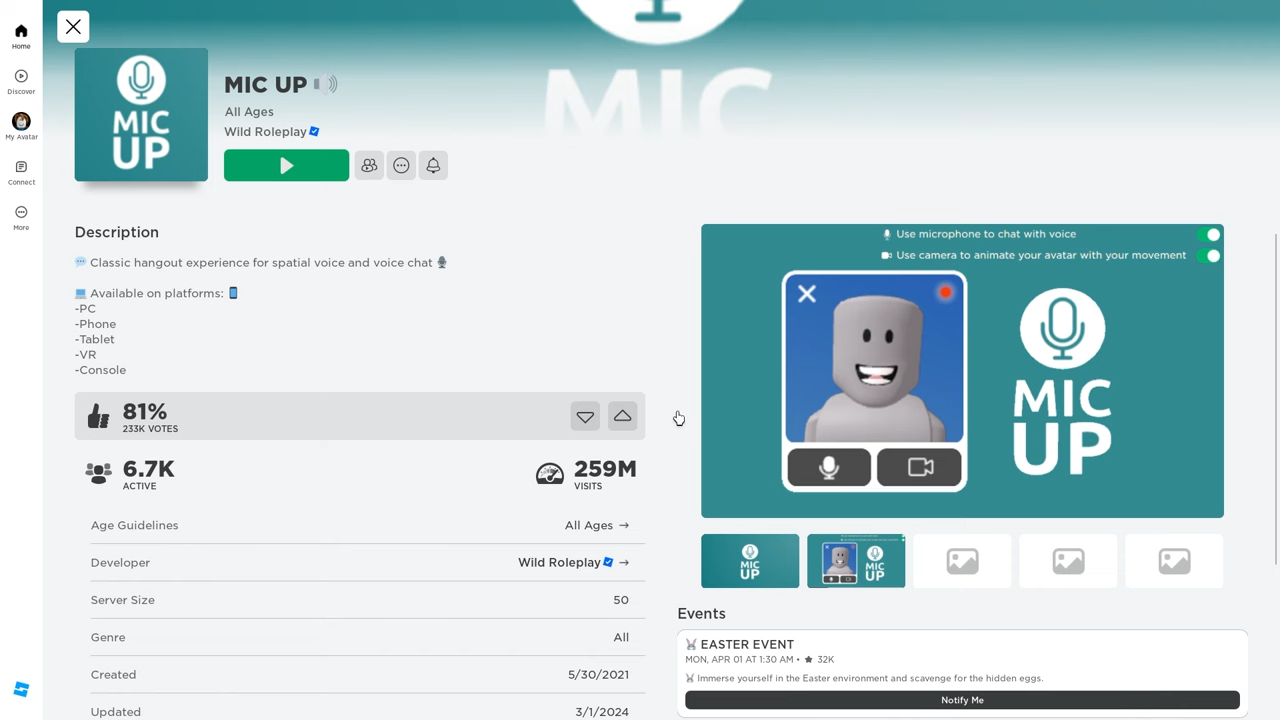 MIC
Home
Discover
My Avatar
Connect
More
MIC
UP
MIC UP
All Ages
Wild Roleplay
Description
💬 Classic hangout experience for spatial voice and voice chat 🎙️
💻 Available on platforms: 📱
-PC
-Phone
-Tablet
-VR
-Console
81%
233K VOTES
6.7K
ACTIVE
259M
VISITS
Age Guidelines
All Ages →
Developer
Wild Roleplay →
Server Size
50
Genre
All
Created
5/30/2021
Updated
3/1/2024
Use microphone to chat with voice
Use camera to animate your avatar with your movement
MIC
UP
MIC
UP
MIC
UP
Events
🐰 EASTER EVENT
MON, APR 01 AT 1:30 AM • ★ 32K
🐰 Immerse yourself in the Easter environment and scavenge for the hidden eggs.
Notify Me